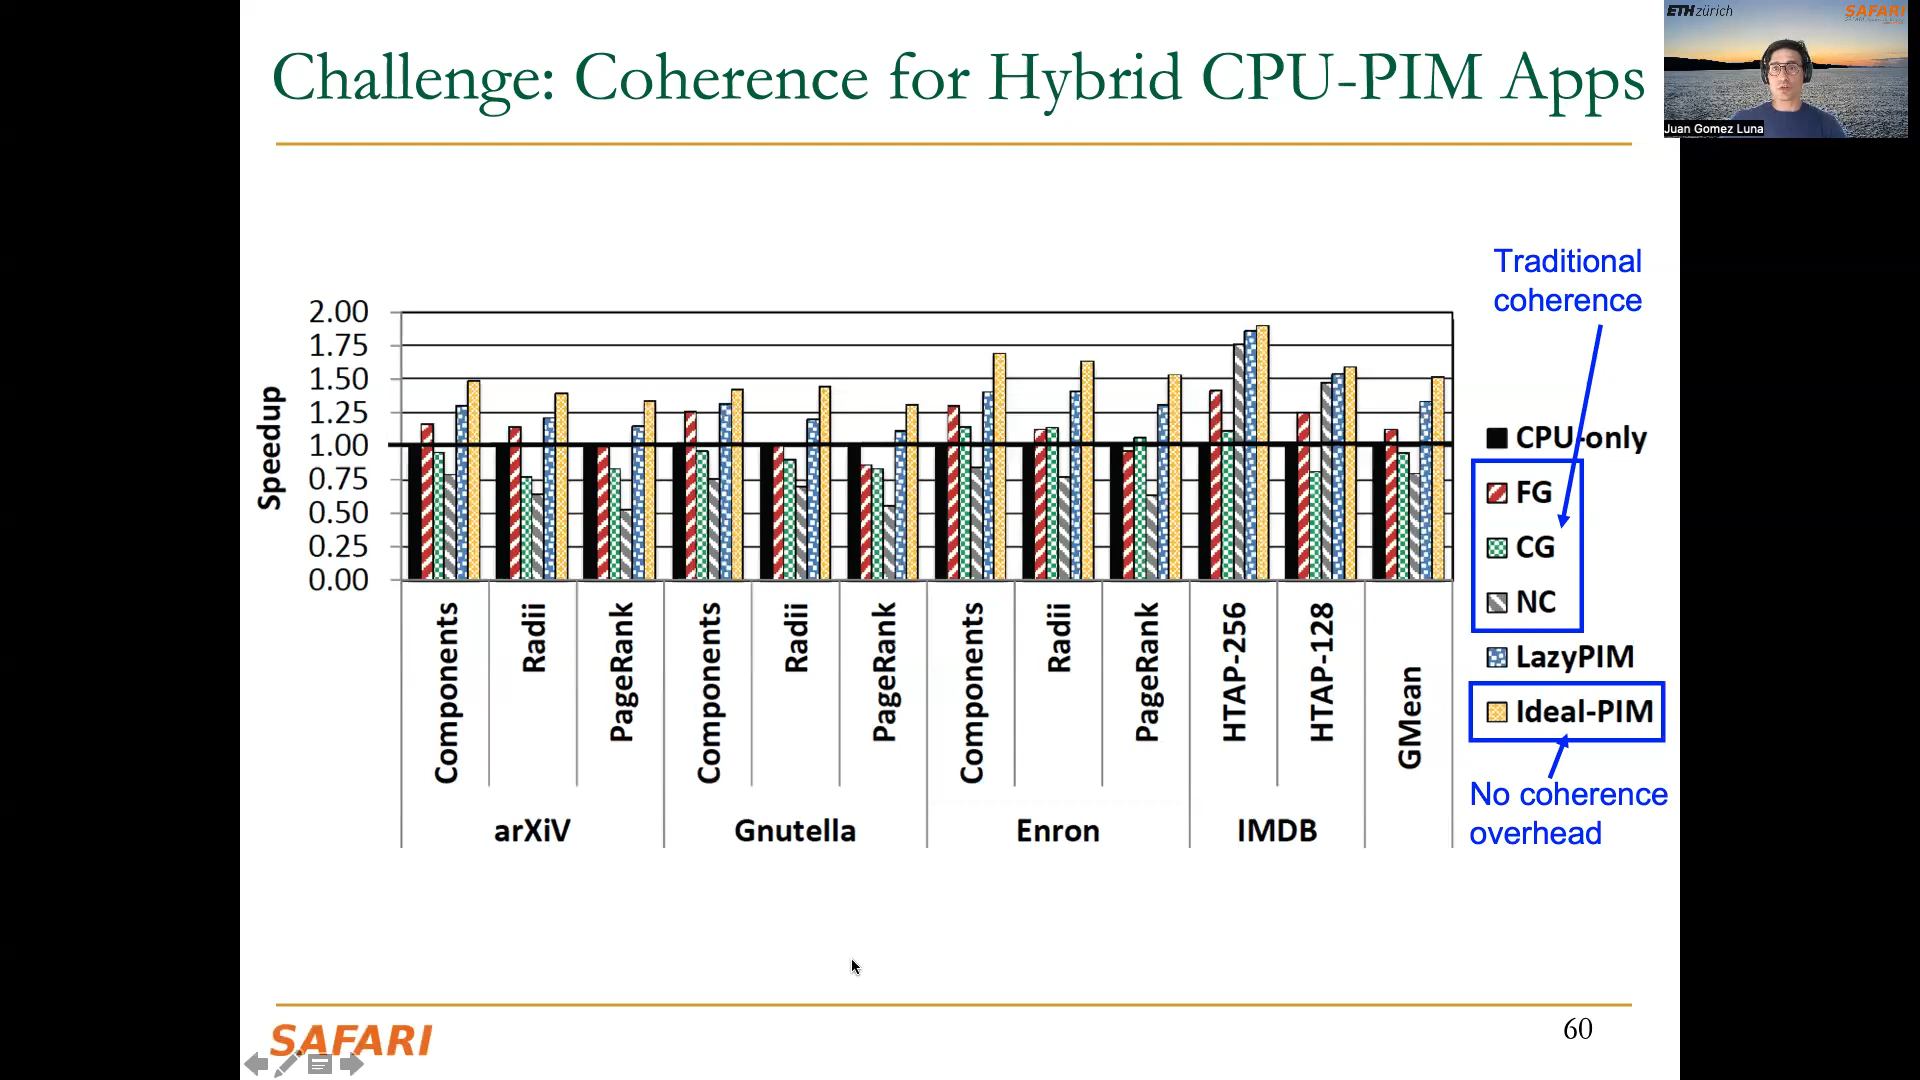 Challenge: Coherence for Hybrid CPU-PIM Apps
ETH zürich
SAFARI
Juan Gomez Luna
Traditional
coherence
Speedup
2.00
1.75
1.50
1.25
1.00
0.75
0.50
0.25
0.00
CPU-only
FG
CG
NC
LazyPIM
Ideal-PIM
No coherence
overhead
Components
Radii
PageRank
Components
Radii
PageRank
Components
Radii
PageRank
HTAP-256
HTAP-128
GMean
arXiV
Gnutella
Enron
IMDB
SAFARI
60